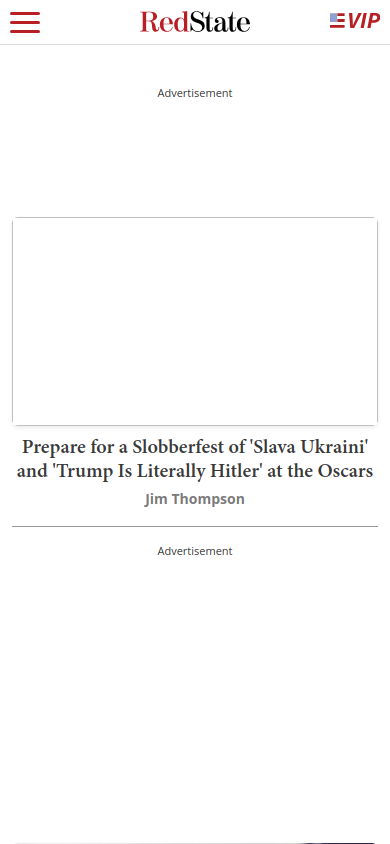 RedState
VIP
Advertisement
Prepare for a Slobberfest of 'Slava Ukraini'
and 'Trump Is Literally Hitler' at the Oscars
Jim Thompson
Advertisement